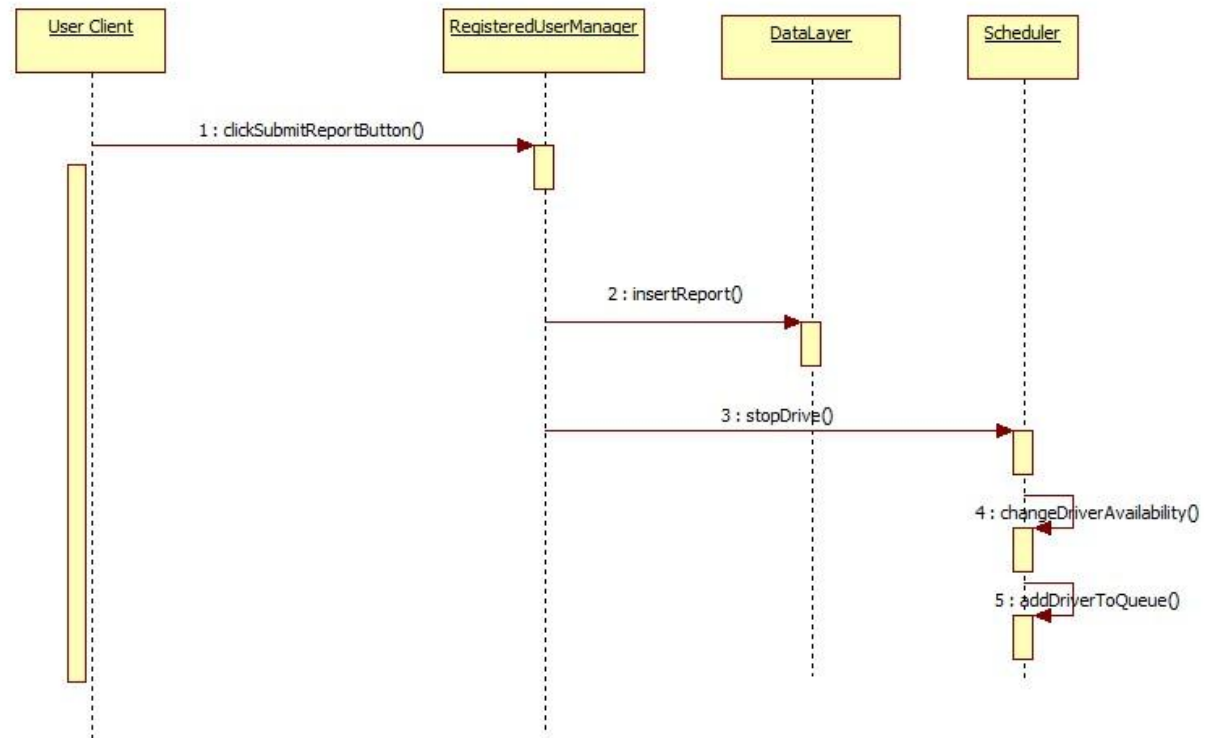 User Client
RegisteredUserManager
DataLayer
Scheduler
1 : clickSubmitReportButton()
2 : insertReport()
3 : stopDrive()
4 : changeDriverAvailability()
5 : addDriverToQueue()